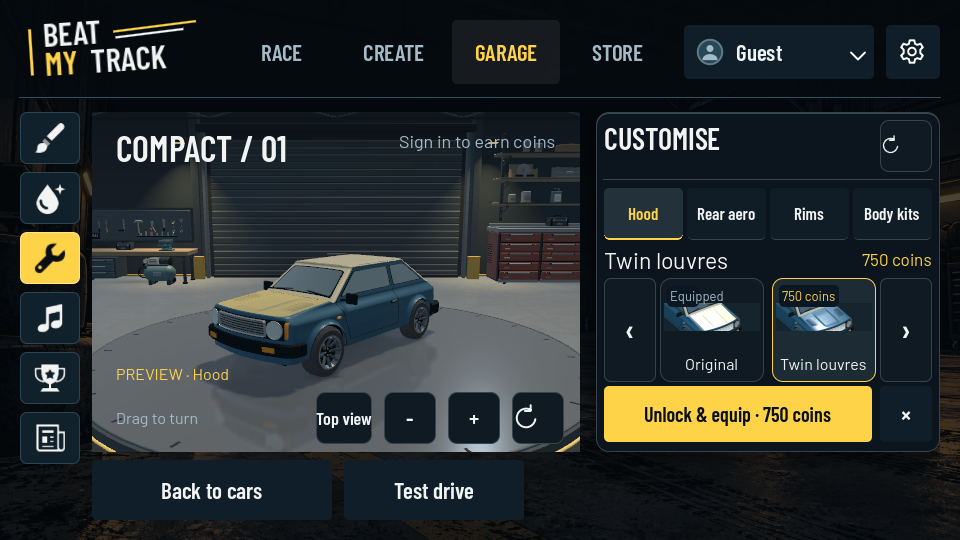 BEAT
MY TRACK
RACE
CREATE
GARAGE
STORE
Guest
COMPACT / 01
Sign in to earn coins
PREVIEW · Hood
Drag to turn
Top view
-
+
Back to cars
Test drive
CUSTOMISE
Hood
Rear aero
Rims
Body kits
Twin louvres
750 coins
‹
Equipped
Original
750 coins
Twin louvres
›
Unlock & equip · 750 coins
×